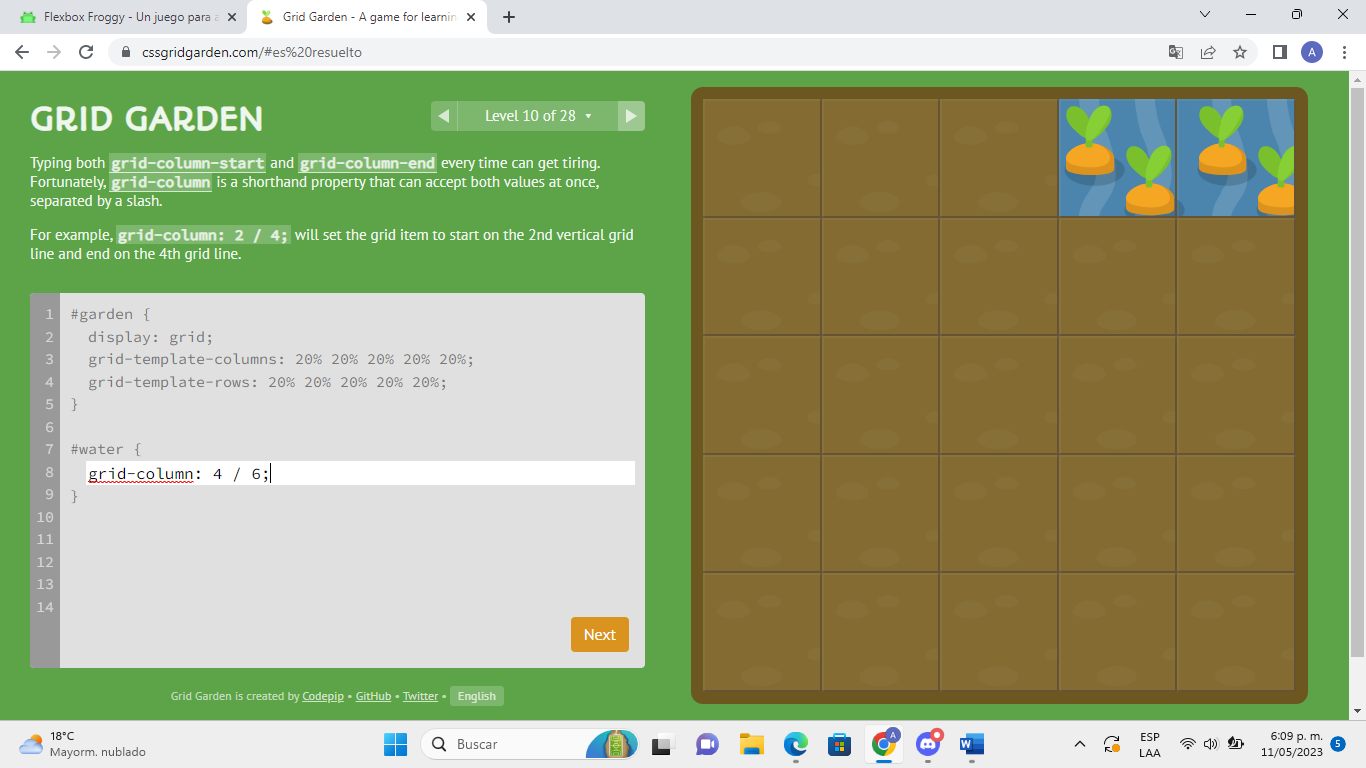 Flexbox Froggy - Un juego para a
Grid Garden - A game for learnin
cssgridgarden.com/#es%20resuelto
A
GRID GARDEN
Level 10 of 28
Typing both grid-column-start and grid-column-end every time can get tiring.
Fortunately, grid-column is a shorthand property that can accept both values at once,
separated by a slash.
For example, grid-column: 2 / 4; will set the grid item to start on the 2nd vertical grid
line and end on the 4th grid line.
1 #garden {
2 display: grid;
3 grid-template-columns: 20% 20% 20% 20% 20%;
4 grid-template-rows: 20% 20% 20% 20% 20%;
5 }
6
7 #water {
8 grid-column: 4 / 6;
9 }
10
11
12
13
14
Next
Grid Garden is created by Codepip • GitHub • Twitter • English
18°C
Mayorm. nublado
Buscar
A
W
ESP
LAA
6:09 p. m.
11/05/2023
5